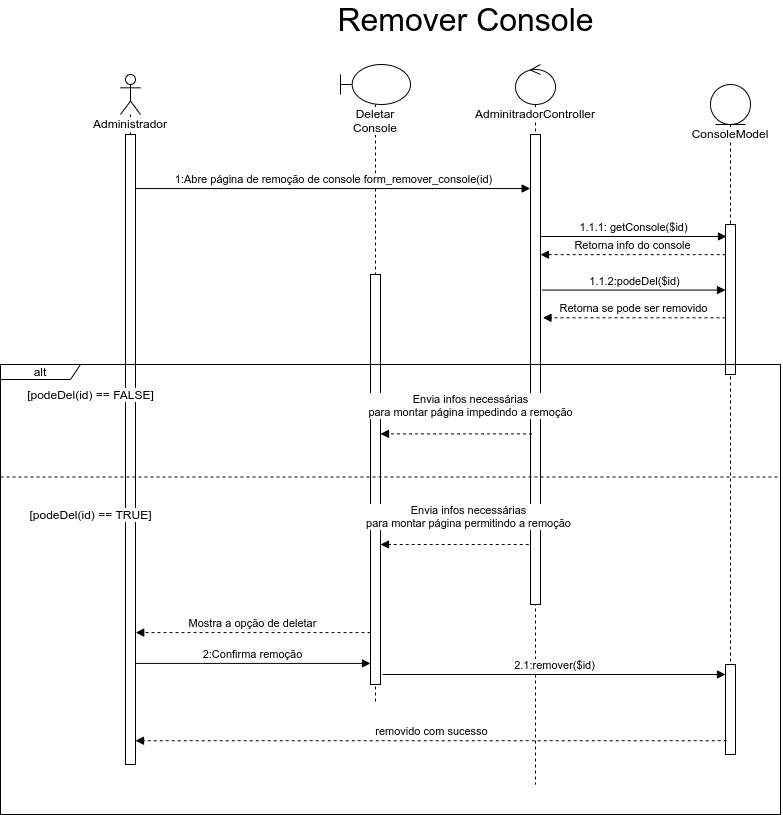 Remover Console
Administrador
Deletar
Console
AdminitradorController
ConsoleModel
1:Abre página de remoção de console form_remover_console(id)
1.1.1: getConsole($id)
Retorna info do console
1.1.2:podeDel($id)
Retorna se pode ser removido
alt
[podeDel(id) == FALSE]
Envia infos necessárias
para montar página impedindo a remoção
[podeDel(id) == TRUE]
Envia infos necessárias
para montar página permitindo a remoção
Mostra a opção de deletar
2:Confirma remoção
2.1:remover($id)
removido com sucesso